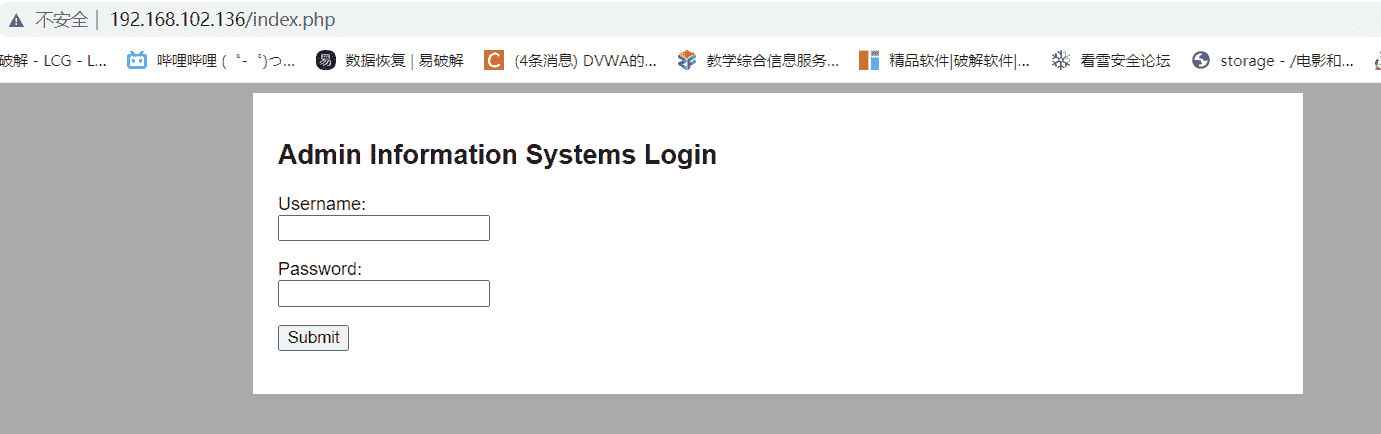 不安全 | 192.168.102.136/index.php
破解 - LCG - L... 哔哩哔哩 (゜-゜)つ... 数据恢复 | 易破解 (4条消息) DVWA的... 教学综合信息服务... 精品软件|破解软件|... 看雪安全论坛 storage - /电影和...
Admin Information Systems Login
Username:
Password:
Submit